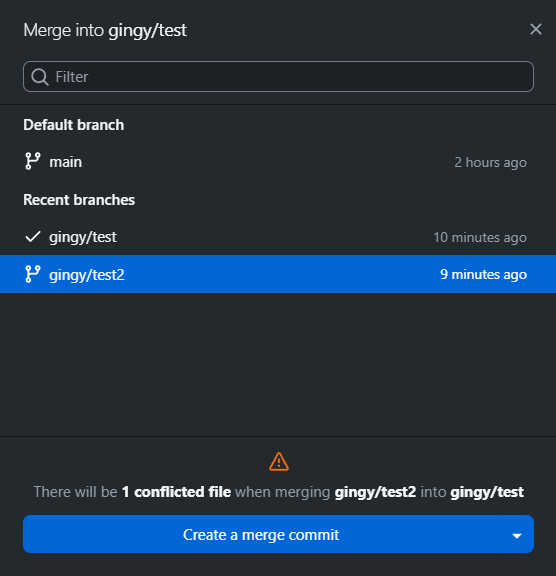 Merge into gingy/test
Filter
Default branch
main 2 hours ago
Recent branches
gingy/test 10 minutes ago
gingy/test2 9 minutes ago
There will be 1 conflicted file when merging gingy/test2 into gingy/test
Create a merge commit